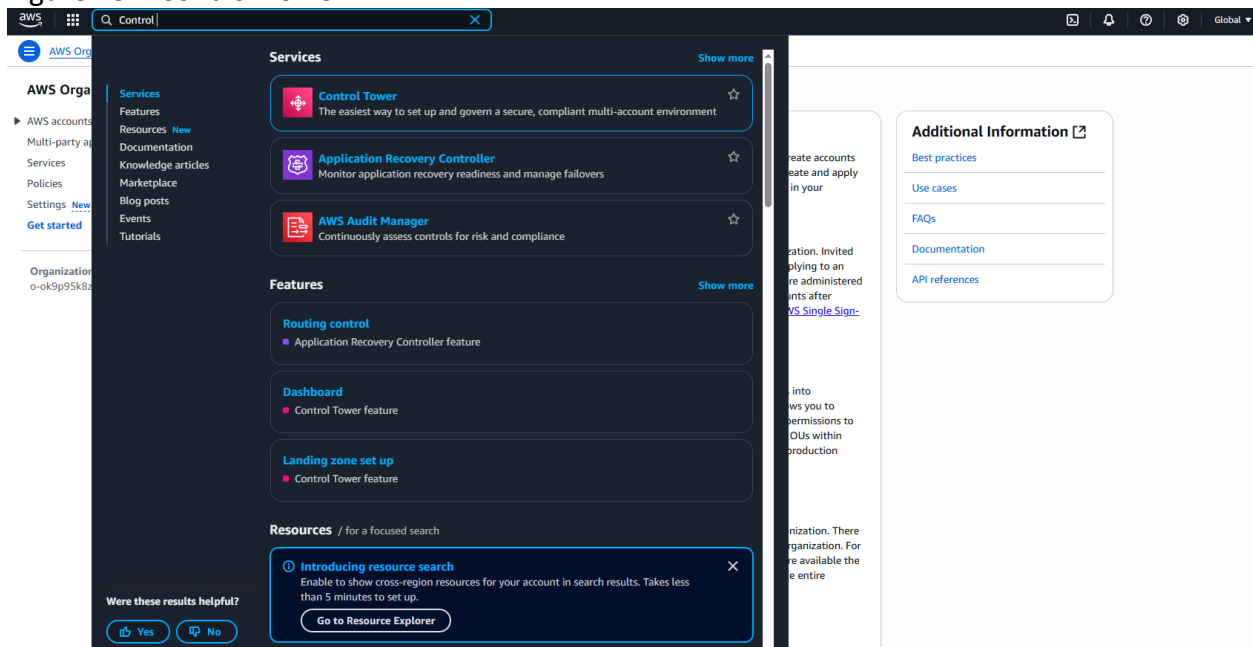 aws
Control
Global
AWS Org
AWS Orga
AWS accounts
Multi-party ap
Services
Policies
Settings New
Get started
Organization
o-ok9p95k8z
Services
Features
Resources New
Documentation
Knowledge articles
Marketplace
Blog posts
Events
Tutorials
Were these results helpful?
Yes
No
Services
Show more
Control Tower
The easiest way to set up and govern a secure, compliant multi-account environment
Application Recovery Controller
Monitor application recovery readiness and manage failovers
AWS Audit Manager
Continuously assess controls for risk and compliance
Features
Show more
Routing control
Application Recovery Controller feature
Dashboard
Control Tower feature
Landing zone set up
Control Tower feature
Resources / for a focused search
Introducing resource search
Enable to show cross-region resources for your account in search results. Takes less
than 5 minutes to set up.
Go to Resource Explorer
reate accounts
eate and apply
in your
zation. Invited
plying to an
re administered
unts after
WS Single Sign-
into
ws you to
permissions to
OUs within
production
nization. There
rganization. For
re available the
e entire
Additional Information
Best practices
Use cases
FAQs
Documentation
API references